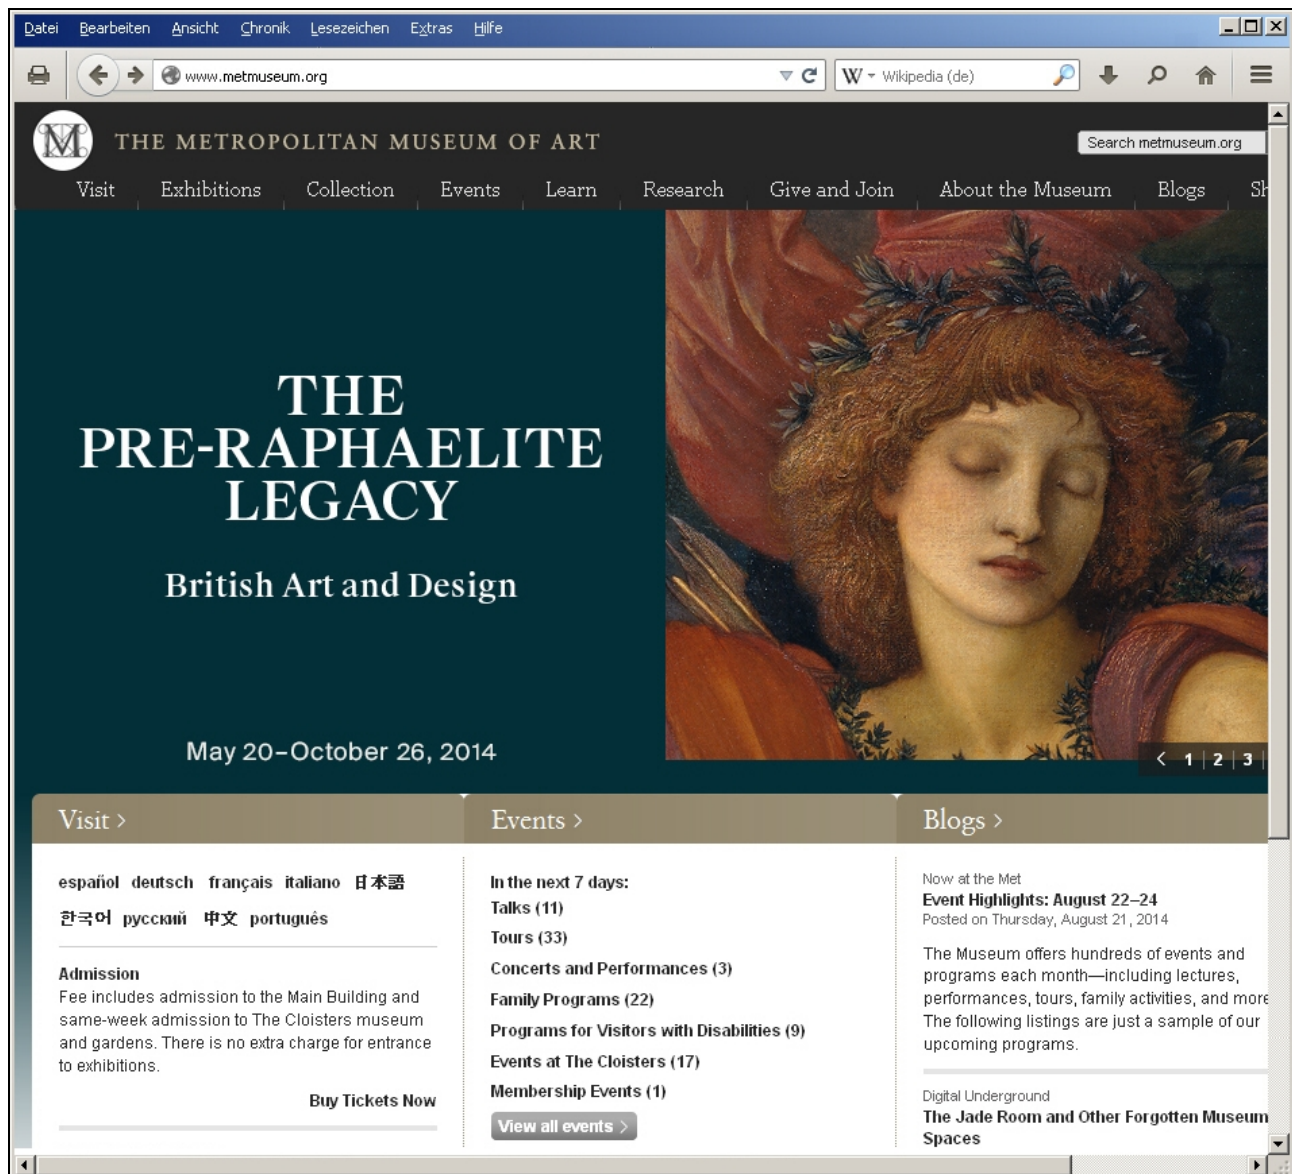 Datei Bearbeiten Ansicht Chronik Lesezeichen Extras Hilfe
www.metmuseum.org
W Wikipedia (de)
M THE METROPOLITAN MUSEUM OF ART
Search metmuseum.org
Visit Exhibitions Collection Events Learn Research Give and Join About the Museum Blogs Sh
THE
PRE-RAPHAELITE
LEGACY
British Art and Design
May 20–October 26, 2014
< 1 | 2 | 3 |
Visit >
español deutsch français italiano 日本語
한국어 русский 中文 português
Admission
Fee includes admission to the Main Building and
same-week admission to The Cloisters museum
and gardens. There is no extra charge for entrance
to exhibitions.
Buy Tickets Now
Events >
In the next 7 days:
Talks (11)
Tours (33)
Concerts and Performances (3)
Family Programs (22)
Programs for Visitors with Disabilities (9)
Events at The Cloisters (17)
Membership Events (1)
View all events >
Blogs >
Now at the Met
Event Highlights: August 22–24
Posted on Thursday, August 21, 2014
The Museum offers hundreds of events and
programs each month—including lectures,
performances, tours, family activities, and more
The following listings are just a sample of our
upcoming programs.
Digital Underground
The Jade Room and Other Forgotten Museum
Spaces